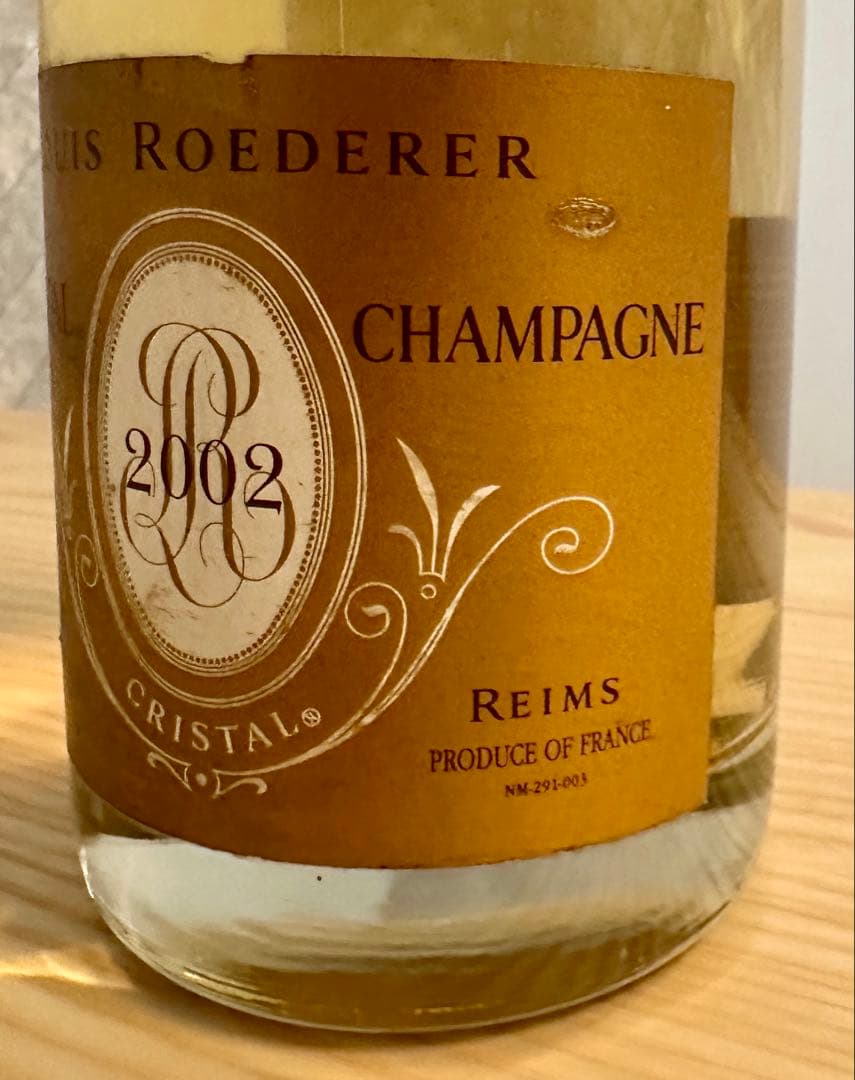 ROEDERER
CHAMPAGNE
2002
CRISTAL®
REIMS
PRODUCE OF FRANCE
NM-291-003